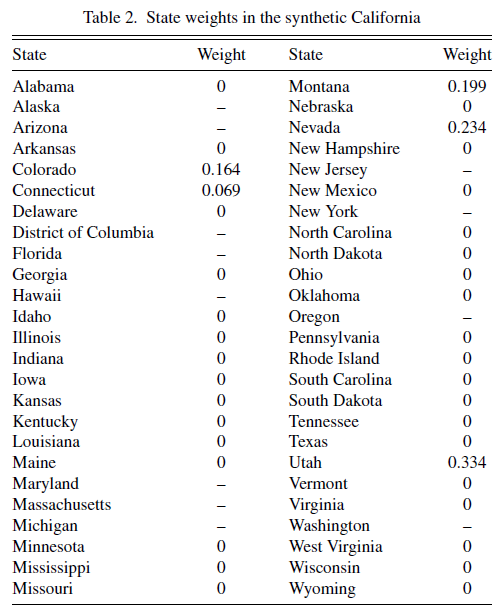 Table 2. State weights in the synthetic California
State Weight State Weight
Alabama 0 Montana 0.199
Alaska – Nebraska 0
Arizona – Nevada 0.234
Arkansas 0 New Hampshire 0
Colorado 0.164 New Jersey –
Connecticut 0.069 New Mexico 0
Delaware 0 New York –
District of Columbia – North Carolina 0
Florida – North Dakota 0
Georgia 0 Ohio 0
Hawaii – Oklahoma 0
Idaho 0 Oregon –
Illinois 0 Pennsylvania 0
Indiana 0 Rhode Island 0
Iowa 0 South Carolina 0
Kansas 0 South Dakota 0
Kentucky 0 Tennessee 0
Louisiana 0 Texas 0
Maine 0 Utah 0.334
Maryland – Vermont 0
Massachusetts – Virginia 0
Michigan – Washington –
Minnesota 0 West Virginia 0
Mississippi 0 Wisconsin 0
Missouri 0 Wyoming 0